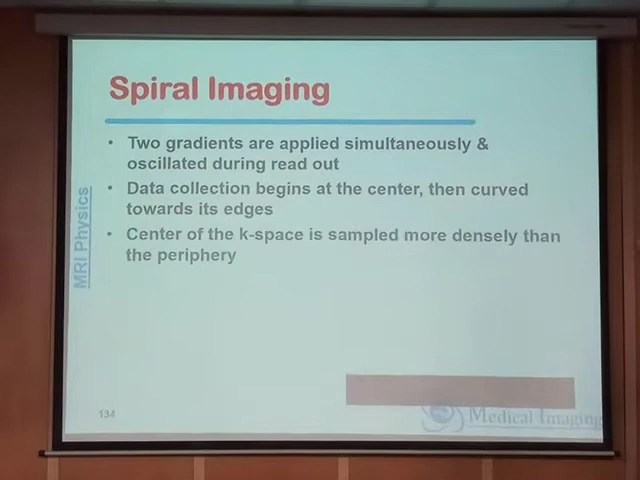 Spiral Imaging
• Two gradients are applied simultaneously &
oscillated during read out
• Data collection begins at the center, then curved
towards its edges
• Center of the k-space is sampled more densely than
the periphery
MRI Physics
134
Medical Imaging